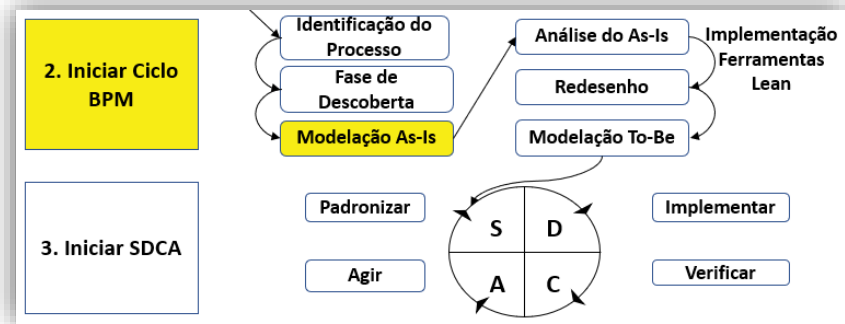 2. Iniciar Ciclo
BPM
Identificação do
Processo
Fase de
Descoberta
Modelação As-Is
Análise do As-Is
Redesenho
Modelação To-Be
Implementação
Ferramentas
Lean
3. Iniciar SDCA
Padronizar
Agir
S D
A C
Implementar
Verificar